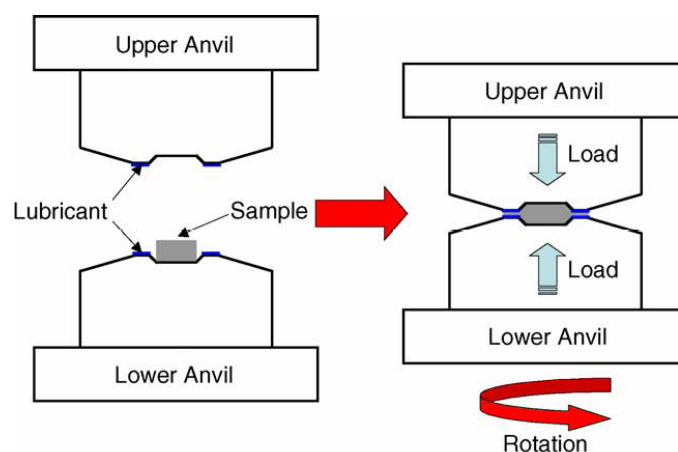 Upper Anvil
Lubricant
Sample
Lower Anvil
Upper Anvil
Load
Load
Lower Anvil
Rotation